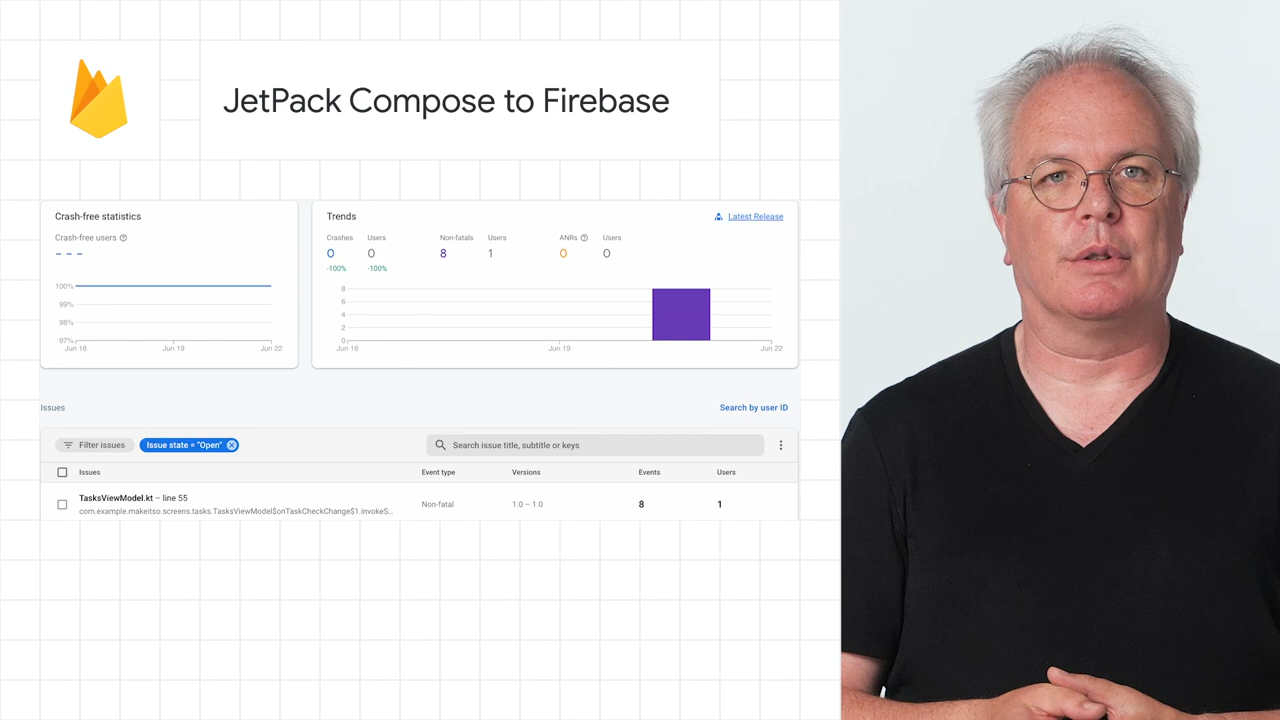 JetPack Compose to Firebase
Crash-free statistics
Crash-free users
100%
99%
98%
97%
Jun 16 Jun 19 Jun 22
Trends
Latest Release
Crashes Users Non-fatals Users ANRs Users
0 0 8 1 0 0
-100% -100%
8
6
4
2
0
Jun 16 Jun 19 Jun 22
Issues
Search by user ID
Filter issues Issue state = "Open" Search issue title, subtitle or keys
Issues Event type Versions Events Users
TasksViewModel.kt – line 55
com.example.makeitso.screens.tasks.TasksViewModel$onTaskCheckChange$1.invokeS...
Non-fatal 1.0 – 1.0 8 1